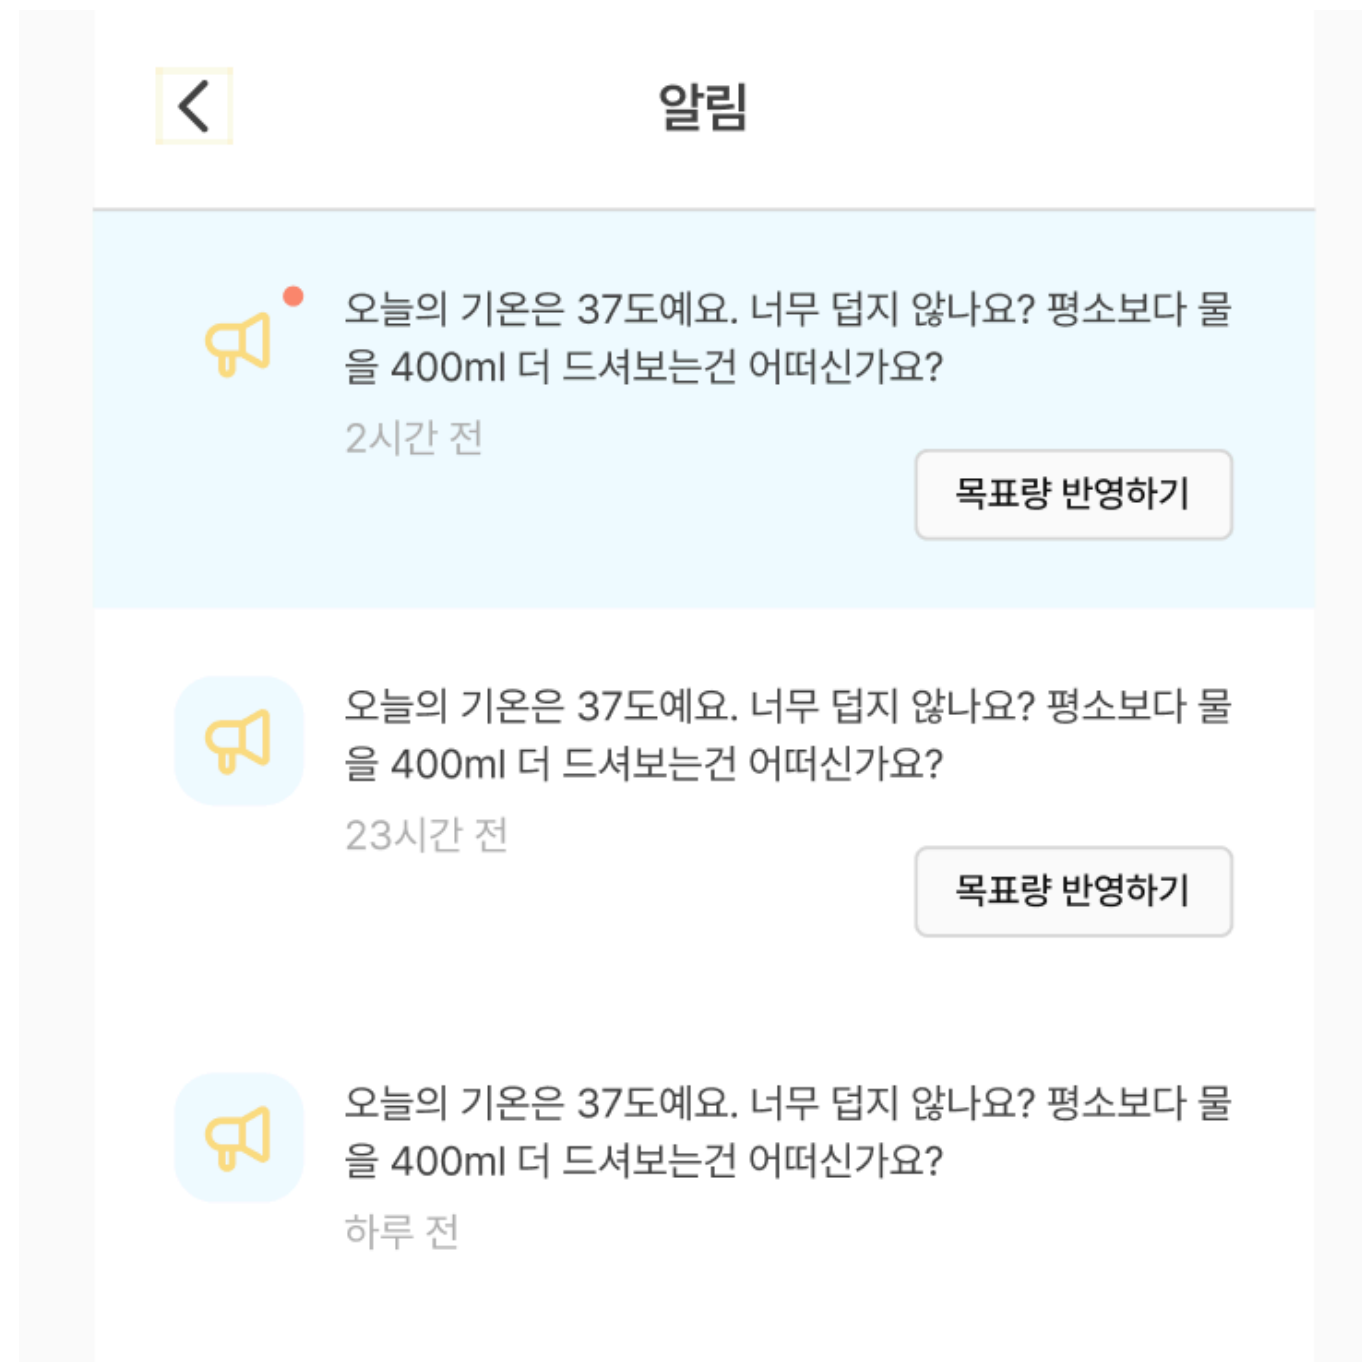 알림
오늘의 기온은 37도예요. 너무 덥지 않나요? 평소보다 물
을 400ml 더 드셔보는건 어떠신가요?
2시간 전
목표량 반영하기
오늘의 기온은 37도예요. 너무 덥지 않나요? 평소보다 물
을 400ml 더 드셔보는건 어떠신가요?
23시간 전
목표량 반영하기
오늘의 기온은 37도예요. 너무 덥지 않나요? 평소보다 물
을 400ml 더 드셔보는건 어떠신가요?
하루 전